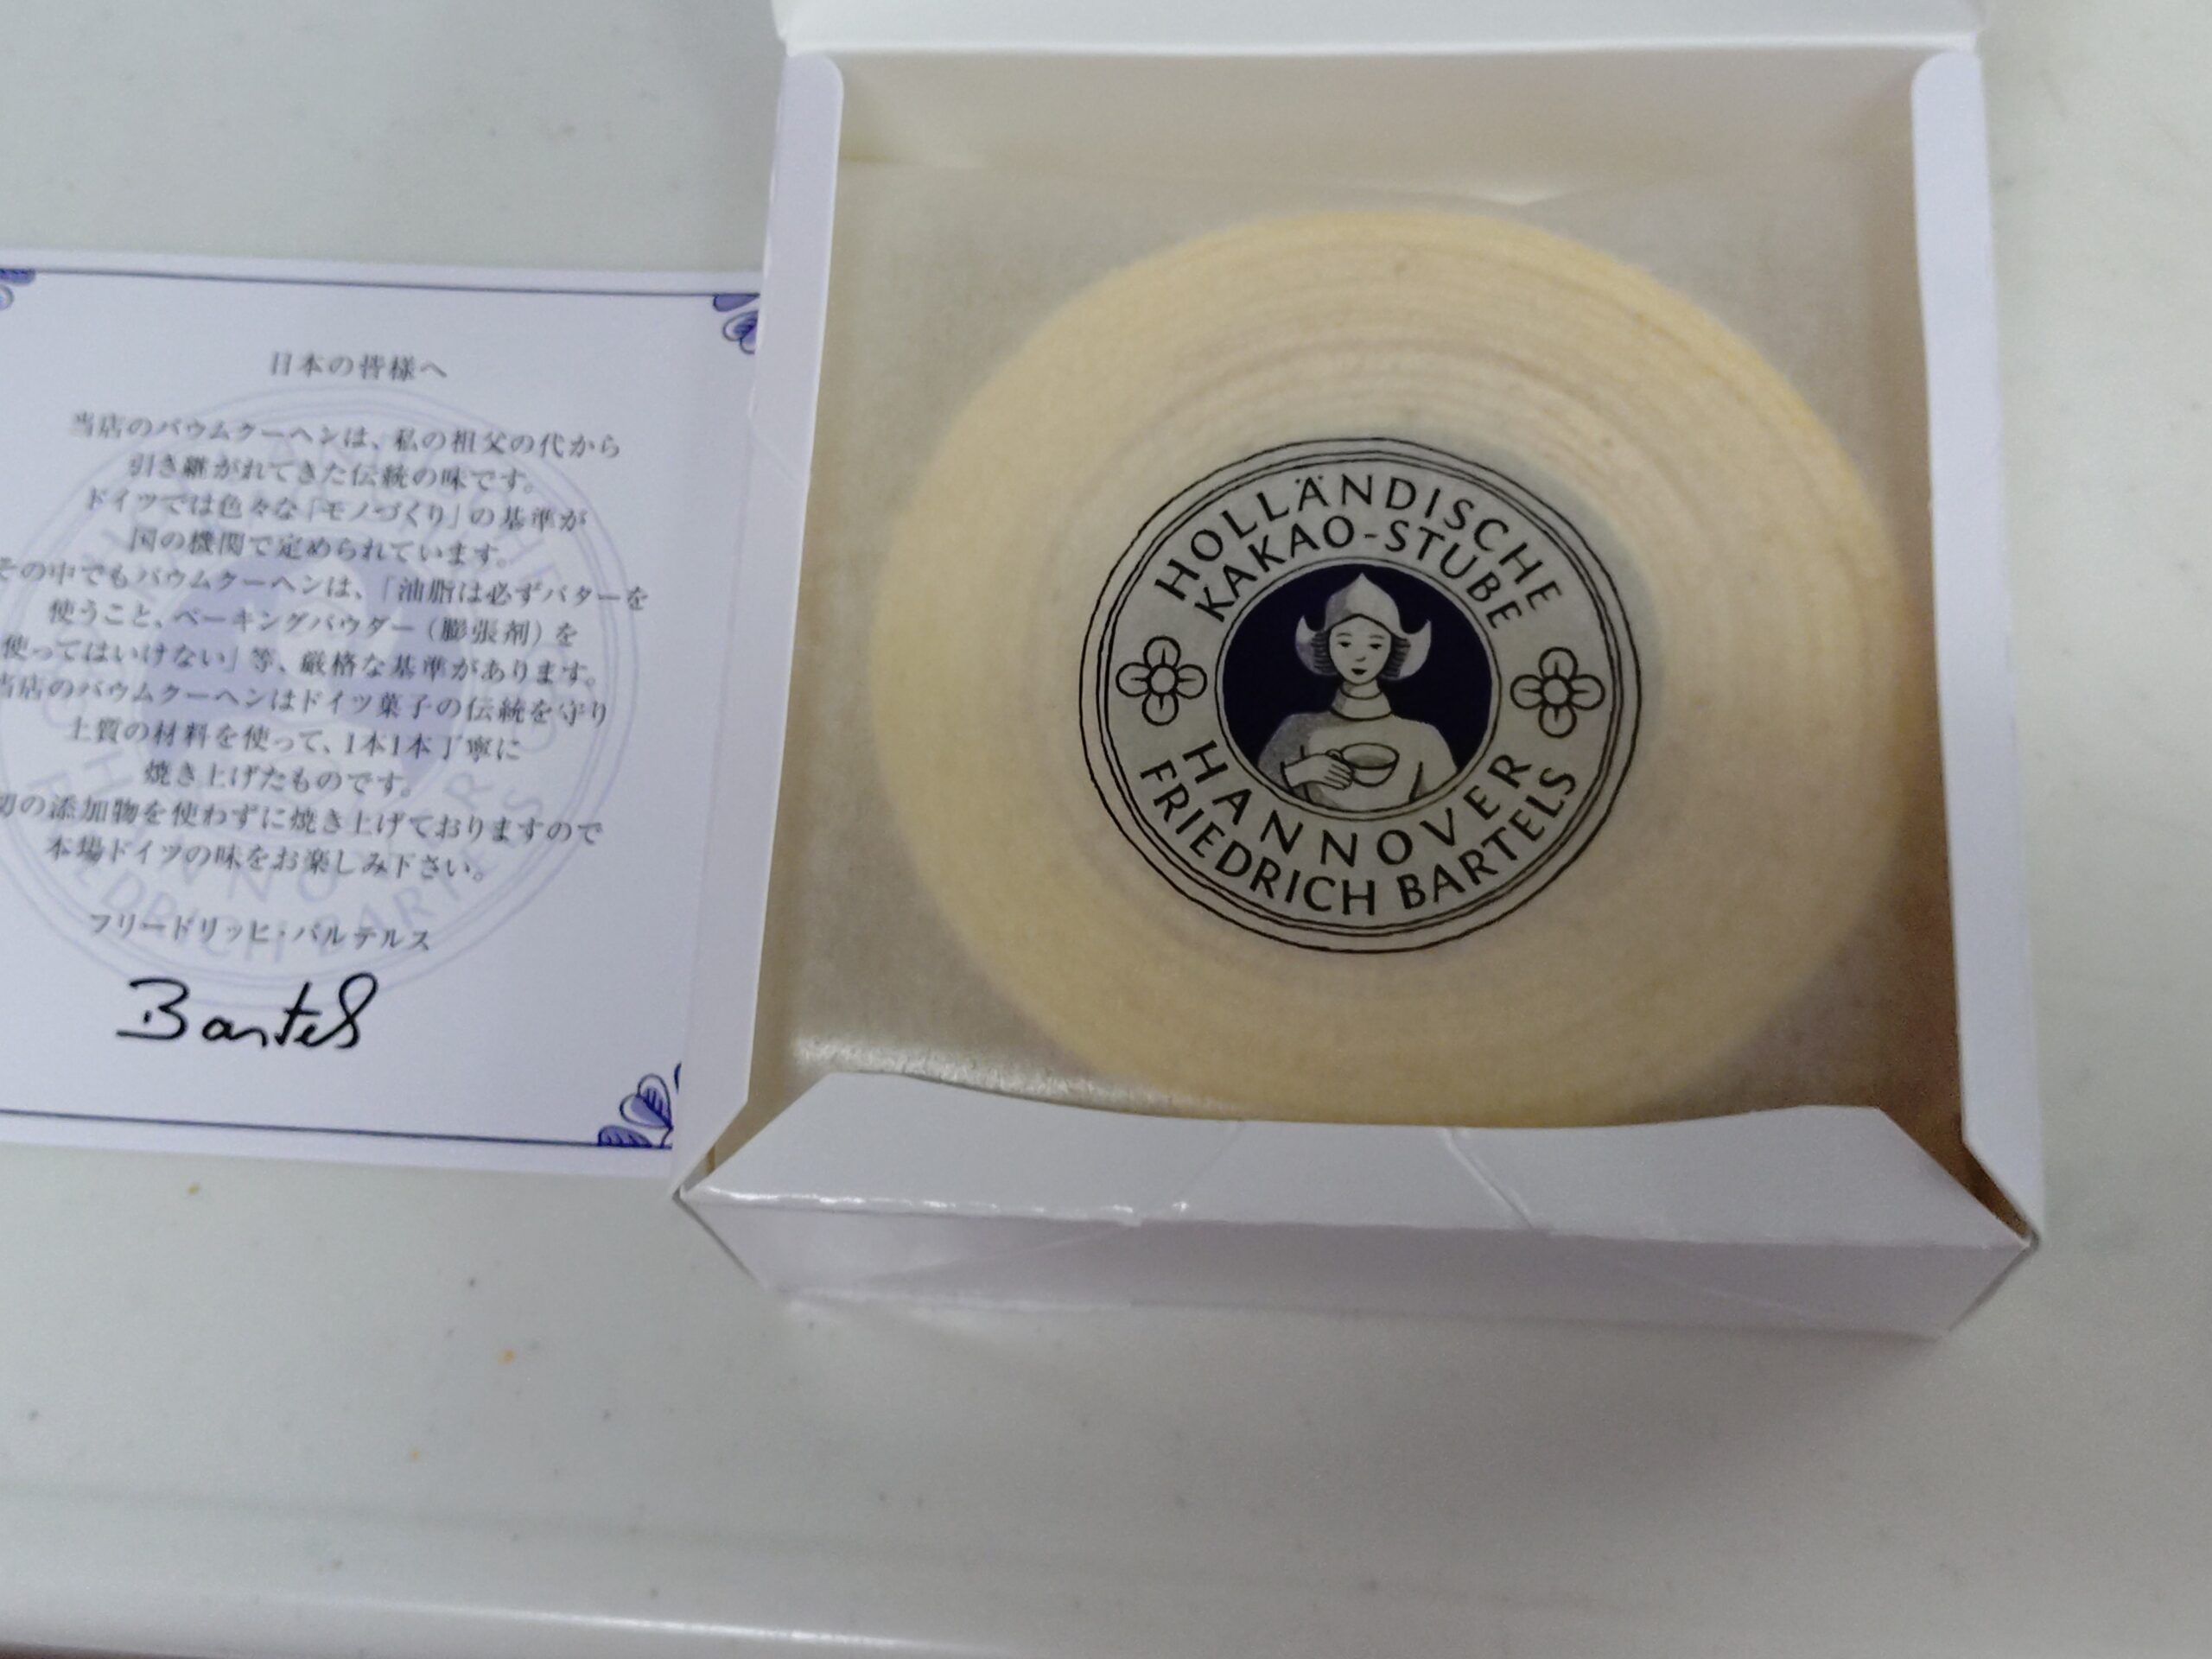 日本の皆様へ
当店のバウムクーヘンは、私の祖父の代から
引き継がれてきた伝統の味です。
ドイツでは色々な「モノづくり」の基準が
国の機関で定められています。
その中でもバウムクーヘンは、「油脂は必ずバターを
使うこと、ベーキングパウダー（膨張剤）を
使ってはいけない」等、厳格な基準があります。
当店のバウムクーヘンはドイツ菓子の伝統を守り
上質の材料を使って、1本1本丁寧に
焼き上げたものです。
切の添加物を使わずに焼き上げておりますので
本場ドイツの味をお楽しみ下さい。
フリードリッヒ・バルテルス
Bartels
HOLLÄNDISCHE
KAKAO-STUBE
HANNOVER
FRIEDRICH BARTELS